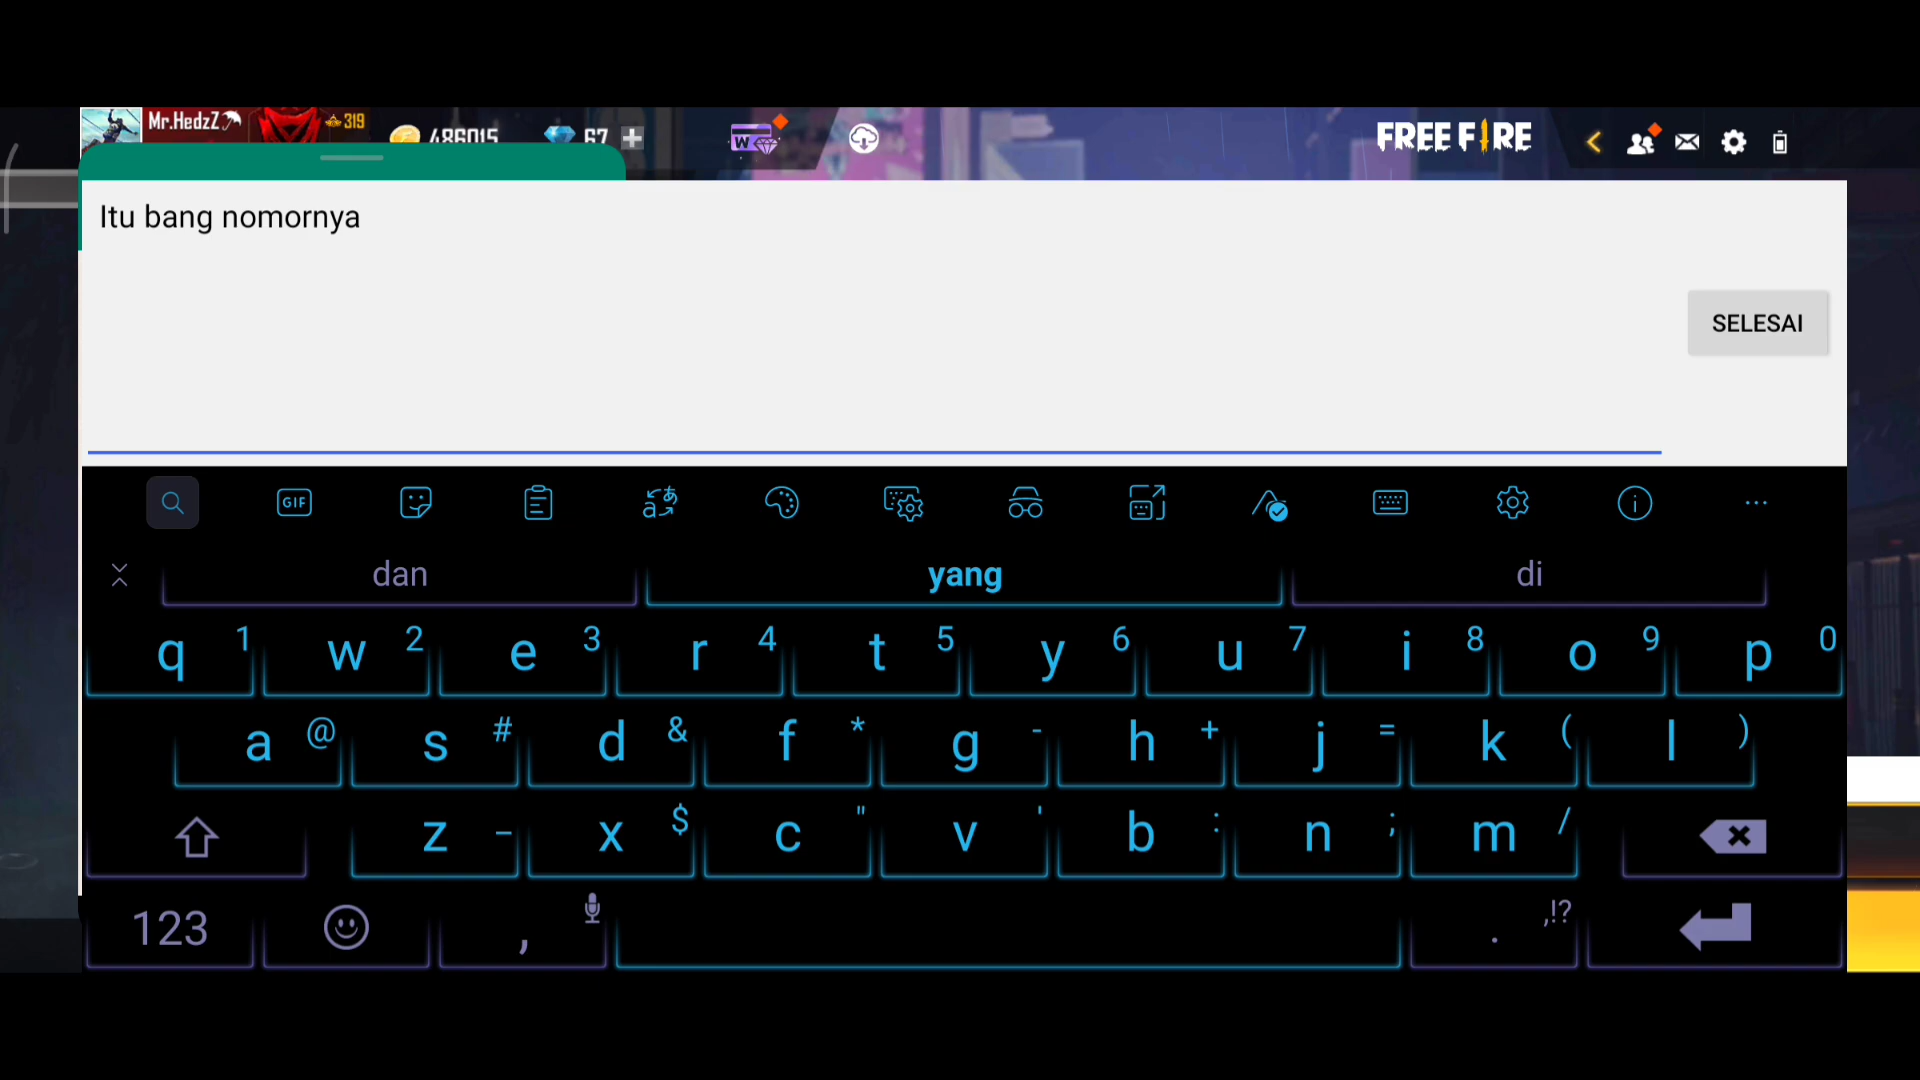 Mr.HedzZ
319
486015
67
W
FREE FIRE
Itu bang nomornya
SELESAI
GIF
a あ
dan yang di
q 1 w 2 e 3 r 4 t 5 y 6 u 7 i 8 o 9 p 0
a @ s # d & f * g - h + j = k ( l )
z _ x $ c " v ' b : n ; m /
123 , . ,!?